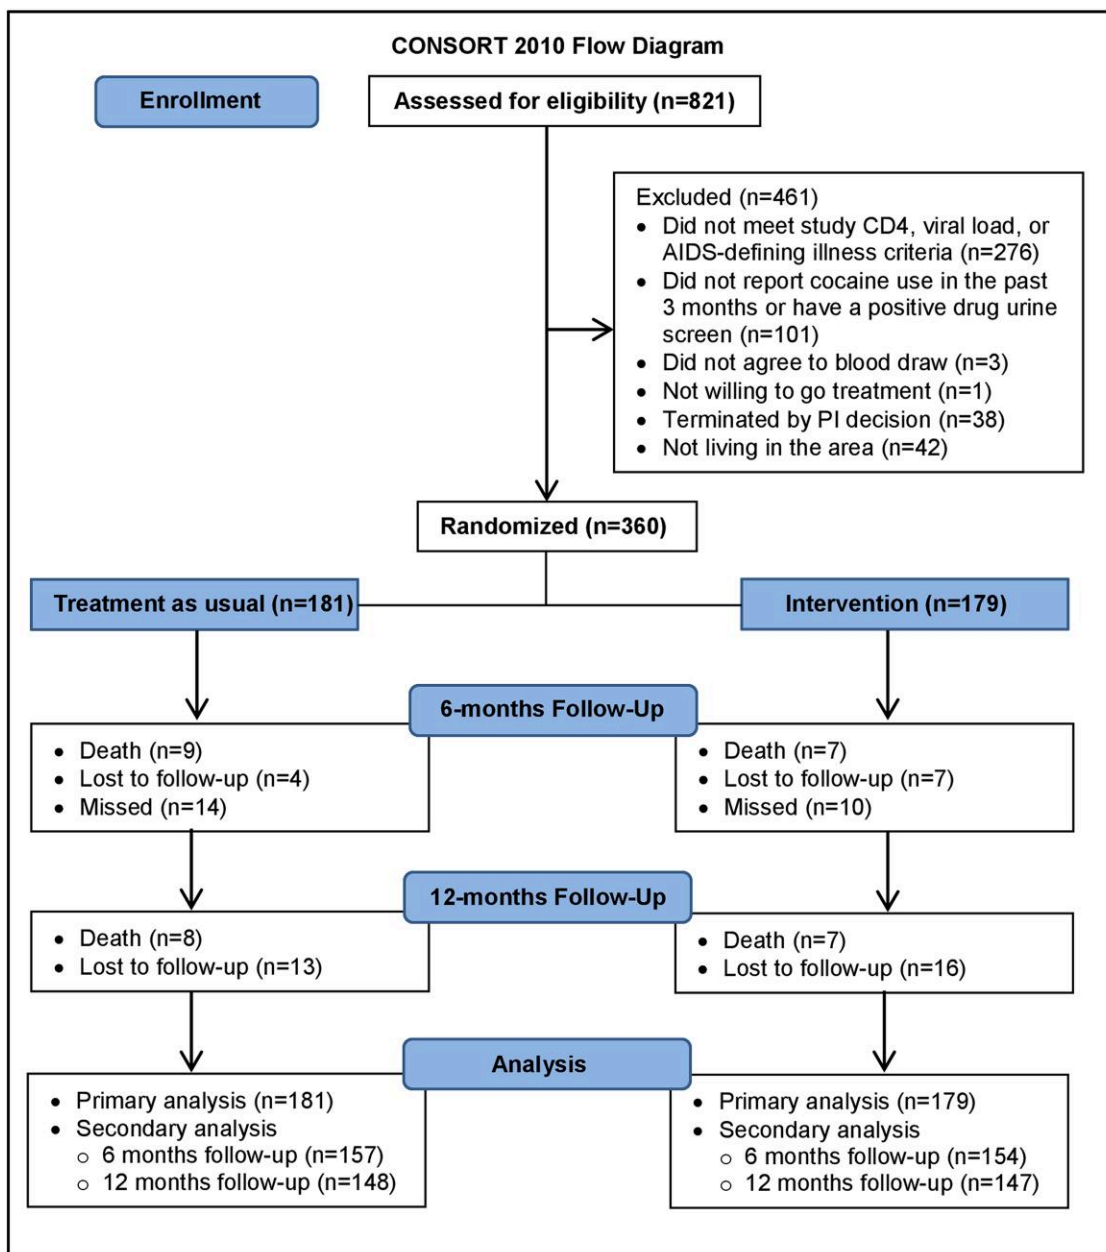 CONSORT 2010 Flow Diagram
Enrollment
Assessed for eligibility (n=821)
Excluded (n=461)
• Did not meet study CD4, viral load, or
AIDS-defining illness criteria (n=276)
• Did not report cocaine use in the past
3 months or have a positive drug urine
screen (n=101)
• Did not agree to blood draw (n=3)
• Not willing to go treatment (n=1)
• Terminated by PI decision (n=38)
• Not living in the area (n=42)
Randomized (n=360)
Treatment as usual (n=181)
Intervention (n=179)
6-months Follow-Up
• Death (n=9)
• Lost to follow-up (n=4)
• Missed (n=14)
• Death (n=7)
• Lost to follow-up (n=7)
• Missed (n=10)
12-months Follow-Up
• Death (n=8)
• Lost to follow-up (n=13)
• Death (n=7)
• Lost to follow-up (n=16)
Analysis
• Primary analysis (n=181)
• Secondary analysis
o 6 months follow-up (n=157)
o 12 months follow-up (n=148)
• Primary analysis (n=179)
• Secondary analysis
o 6 months follow-up (n=154)
o 12 months follow-up (n=147)